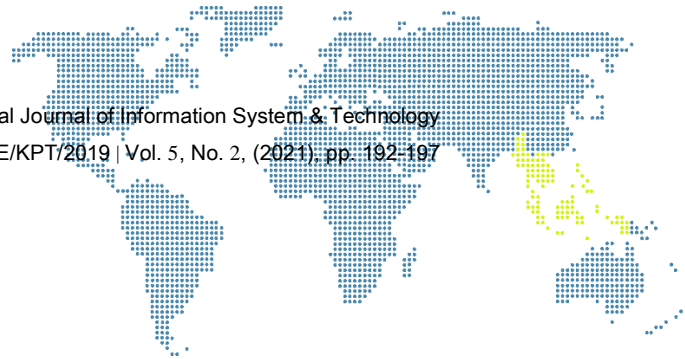 al Journal of Information System & Technology
E/KPT/2019 | Vol. 5, No. 2, (2021), pp. 192-197